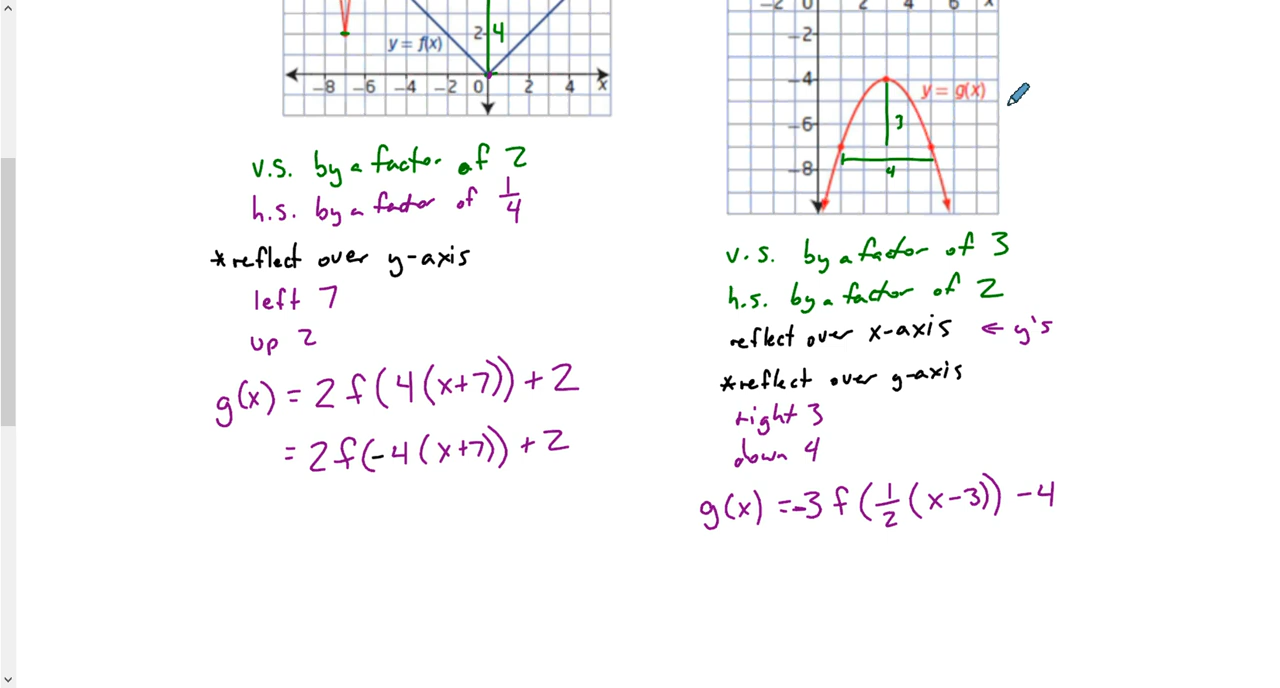 2 4
y = f(x)
-8 -6 -4 -2 0 2 4 x
v.s. by a factor of 2
h.s. by a factor of 1/4
*reflect over y-axis
left 7
up 2
g(x) = 2 f(4(x+7)) + 2
= 2f(-4(x+7)) + 2
-2 0 2 4 6 x
-2
-4
y = g(x)
-6 3
-8 4
v.s. by a factor of 3
h.s. by a factor of 2
reflect over x-axis ← y's
*reflect over y-axis
right 3
down 4
g(x) = -3 f(1/2(x-3)) - 4